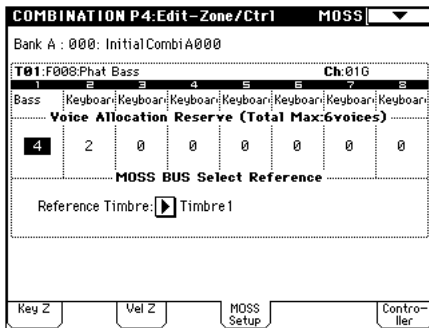 COMBINATION P4:Edit-Zone/Ctrl MOSS
Bank A : 000: InitialCombiA000
T01:F008:Phat Bass Ch:01G
1 2 3 4 5 6 7 8
Bass Keyboar Keyboar Keyboar Keyboar Keyboar Keyboar Keyboar
Voice Allocation Reserve (Total Max:6voices)
4 2 0 0 0 0 0 0
MOSS BUS Select Reference
Reference Timbre: Timbre1
Key Z Vel Z MOSS Setup Contro-ller